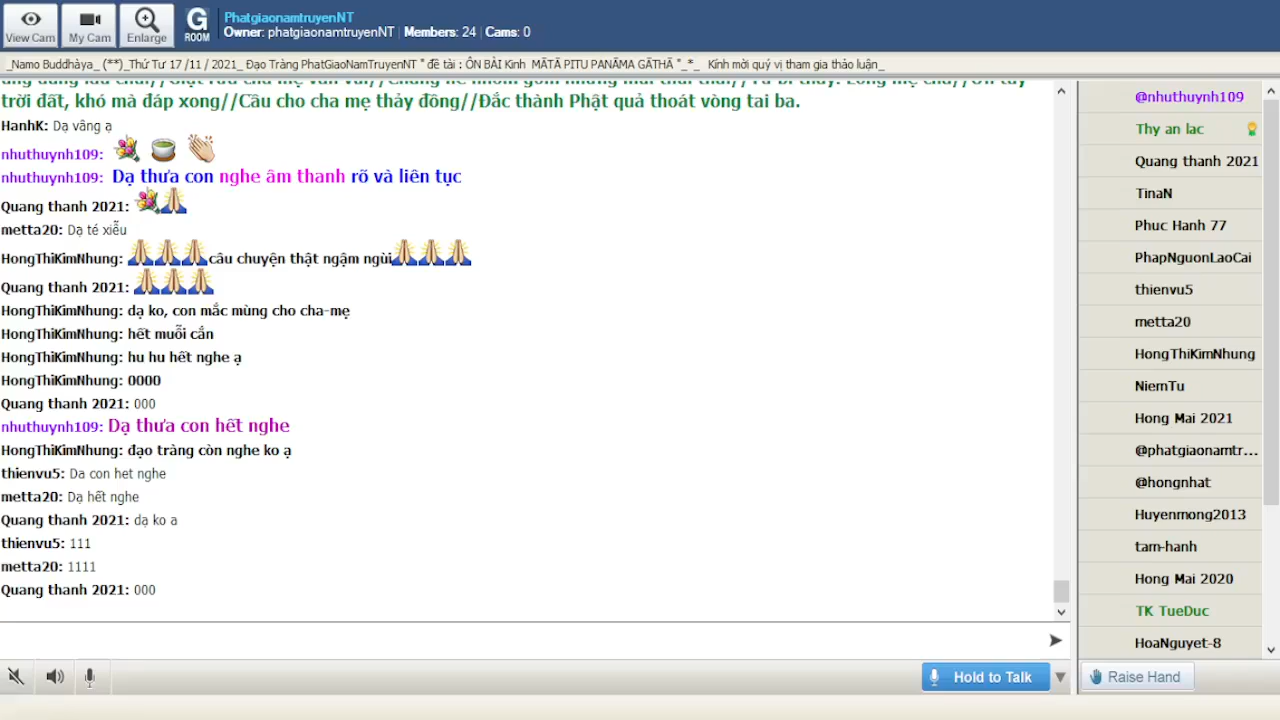 View Cam
My Cam
Enlarge
G
ROOM
PhatgiaonamtruyenNT
Owner: phatgiaonamtruyenNT | Members: 24 | Cams: 0
_Namo Buddhàya_ (**)_Thứ Tư 17 /11 / 2021_ Đạo Tràng PhatGiaoNamTruyenNT " đề tài : ÔN BÀI Kinh MĀTĀ PITU PANĀMA GĀTHĀ "_*_ Kính mời quý vị tham gia thảo luận_
trời đất, khó mà đáp xong//Cầu cho cha mẹ thảy đồng//Đắc thành Phật quả thoát vòng tai ba.
HanhK: Dạ vâng ạ
nhuthuynh109:
nhuthuynh109: Dạ thưa con nghe âm thanh rõ và liên tục
Quang thanh 2021:
metta20: Dạ té xiễu
HongThiKimNhung: câu chuyện thật ngậm ngùi
Quang thanh 2021:
HongThiKimNhung: dạ ko, con mắc mùng cho cha-mẹ
HongThiKimNhung: hết muỗi cắn
HongThiKimNhung: hu hu hết nghe ạ
HongThiKimNhung: 0000
Quang thanh 2021: 000
nhuthuynh109: Dạ thưa con hết nghe
HongThiKimNhung: đạo tràng còn nghe ko ạ
thienvu5: Da con het nghe
metta20: Dạ hết nghe
Quang thanh 2021: dạ ko a
thienvu5: 111
metta20: 1111
Quang thanh 2021: 000
@nhuthuynh109
Thy an lac
Quang thanh 2021
TinaN
Phuc Hanh 77
PhapNguonLaoCai
thienvu5
metta20
HongThiKimNhung
NiemTu
Hong Mai 2021
@phatgiaonamtr...
@hongnhat
Huyenmong2013
tam-hanh
Hong Mai 2020
TK TueDuc
HoaNguyet-8
Hold to Talk
Raise Hand